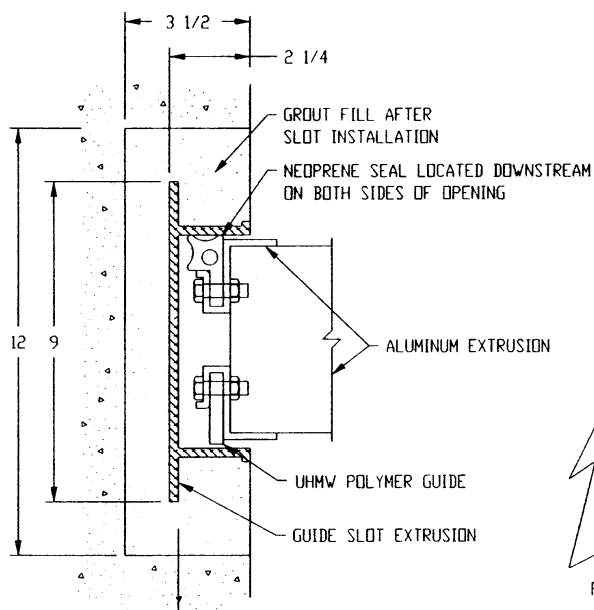 3 1/2
2 1/4
GROUT FILL AFTER
SLOT INSTALLATION
NEOPRENE SEAL LOCATED DOWNSTREAM
ON BOTH SIDES OF OPENING
12
9
ALUMINUM EXTRUSION
UHMW POLYMER GUIDE
GUIDE SLOT EXTRUSION